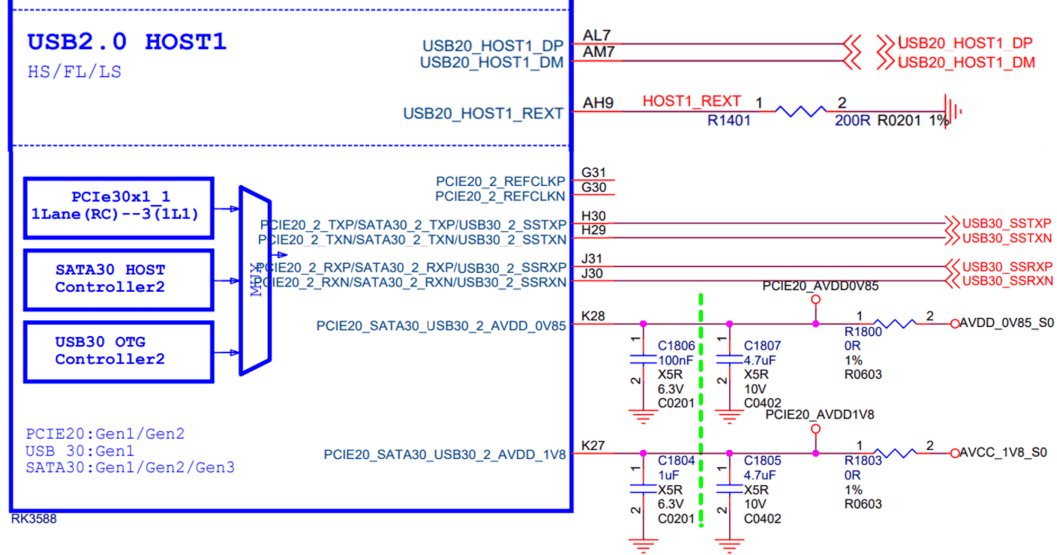 USB2.0 HOST1
HS/FL/LS
USB20_HOST1_DP AL7 USB20_HOST1_DP
USB20_HOST1_DM AM7 USB20_HOST1_DM
USB20_HOST1_REXT AH9 HOST1_REXT 1 2
R1401 200R R0201 1%
PCIE20_2_REFCLKP G31
PCIE20_2_REFCLKN G30
PCIe30x1_1
1Lane(RC)--3(1L1)
SATA30 HOST
Controller2
USB30 OTG
Controller2
MUX
PCIE20_2_TXP/SATA30_2_TXP/USB30_2_SSTXP H30 USB30_SSTXP
PCIE20_2_TXN/SATA30_2_TXN/USB30_2_SSTXN H29 USB30_SSTXN
PCIE20_2_RXP/SATA30_2_RXP/USB30_2_SSRXP J31 USB30_SSRXP
PCIE20_2_RXN/SATA30_2_RXN/USB30_2_SSRXN J30 USB30_SSRXN
PCIE20_AVDD0V85
PCIE20_SATA30_USB30_2_AVDD_0V85 K28 1 2 AVDD_0V85_S0
R1800
0R
1%
R0603
1
2
C1806
100nF
X5R
6.3V
C0201
1
2
C1807
4.7uF
X5R
10V
C0402
PCIE20_AVDD1V8
PCIE20_SATA30_USB30_2_AVDD_1V8 K27 1 2 AVCC_1V8_S0
R1803
0R
1%
R0603
1
2
C1804
1uF
X5R
6.3V
C0201
1
2
C1805
4.7uF
X5R
10V
C0402
PCIE20:Gen1/Gen2
USB 30:Gen1
SATA30:Gen1/Gen2/Gen3
RK3588